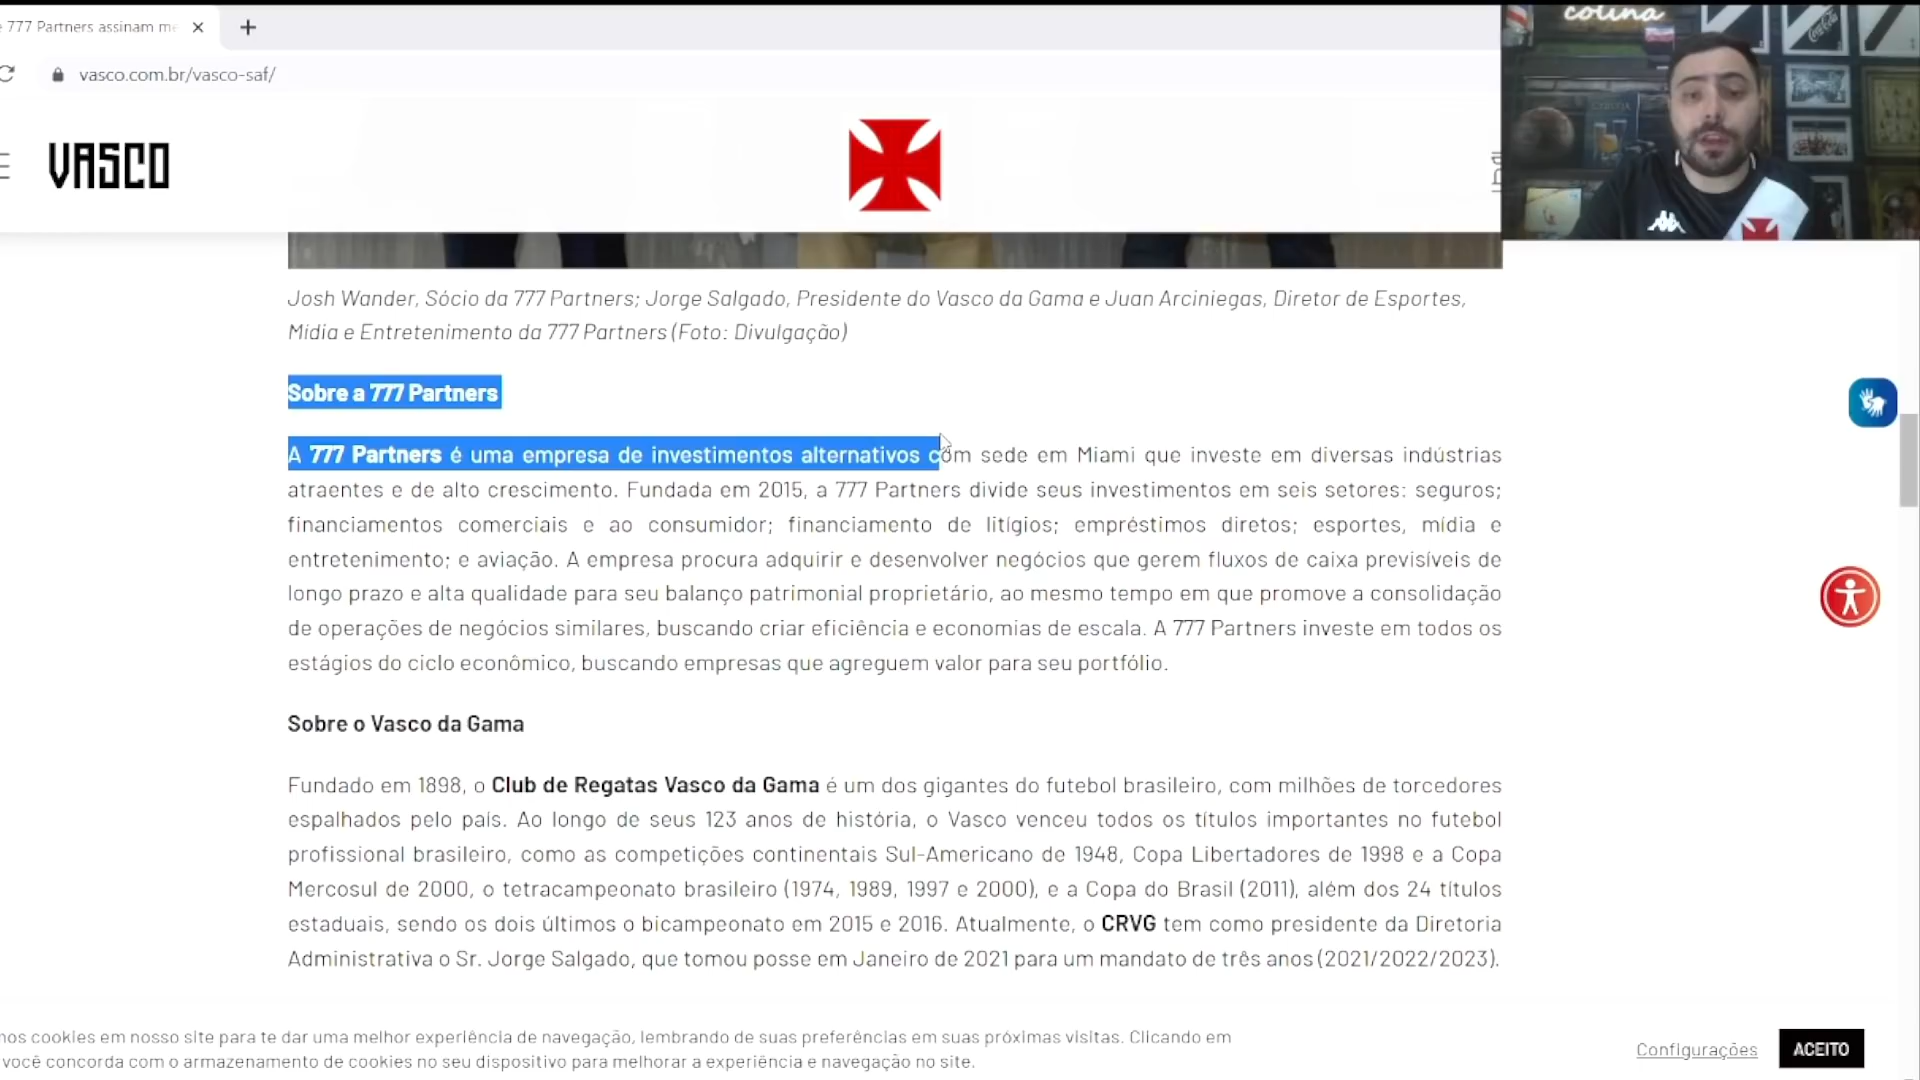 777 Partners assinam me
vasco.com.br/vasco-saf/
colina
VASCO
Josh Wander, Sócio da 777 Partners; Jorge Salgado, Presidente do Vasco da Gama e Juan Arciniegas, Diretor de Esportes,
Mídia e Entretenimento da 777 Partners (Foto: Divulgação)
Sobre a 777 Partners
A 777 Partners é uma empresa de investimentos alternativos com sede em Miami que investe em diversas indústrias
atraentes e de alto crescimento. Fundada em 2015, a 777 Partners divide seus investimentos em seis setores: seguros;
financiamentos comerciais e ao consumidor; financiamento de litígios; empréstimos diretos; esportes, mídia e
entretenimento; e aviação. A empresa procura adquirir e desenvolver negócios que gerem fluxos de caixa previsíveis de
longo prazo e alta qualidade para seu balanço patrimonial proprietário, ao mesmo tempo em que promove a consolidação
de operações de negócios similares, buscando criar eficiência e economias de escala. A 777 Partners investe em todos os
estágios do ciclo econômico, buscando empresas que agreguem valor para seu portfólio.
Sobre o Vasco da Gama
Fundado em 1898, o Club de Regatas Vasco da Gama é um dos gigantes do futebol brasileiro, com milhões de torcedores
espalhados pelo país. Ao longo de seus 123 anos de história, o Vasco venceu todos os títulos importantes no futebol
profissional brasileiro, como as competições continentais Sul-Americano de 1948, Copa Libertadores de 1998 e a Copa
Mercosul de 2000, o tetracampeonato brasileiro (1974, 1989, 1997 e 2000), e a Copa do Brasil (2011), além dos 24 títulos
estaduais, sendo os dois últimos o bicampeonato em 2015 e 2016. Atualmente, o CRVG tem como presidente da Diretoria
Administrativa o Sr. Jorge Salgado, que tomou posse em Janeiro de 2021 para um mandato de três anos (2021/2022/2023).
nos cookies em nosso site para te dar uma melhor experiência de navegação, lembrando de suas preferências em suas próximas visitas. Clicando em
você concorda com o armazenamento de cookies no seu dispositivo para melhorar a experiência e navegação no site.
Configurações
ACEITO